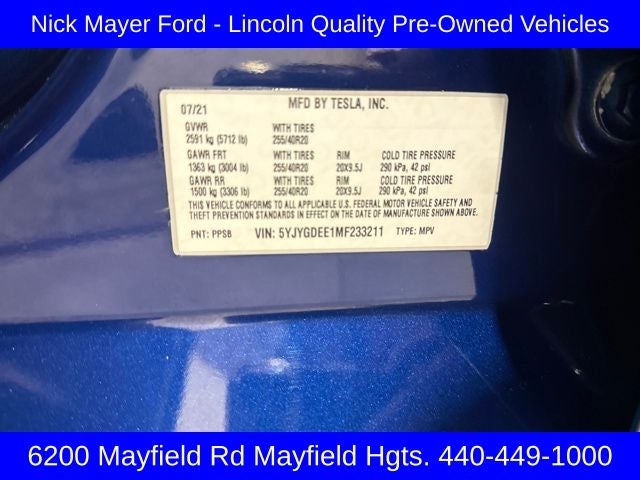 Nick Mayer Ford - Lincoln Quality Pre-Owned Vehicles
07/21 MFD BY TESLA, INC.
GVWR WITH TIRES
2591 kg (5712 lb) 255/40R20
GAWR FRT WITH TIRES RIM COLD TIRE PRESSURE
1363 kg (3004 lb) 255/40R20 20X9.5J 290 kPa, 42 psi
GAWR RR WITH TIRES RIM COLD TIRE PRESSURE
1500 kg (3306 lb) 255/40R20 20X9.5J 290 kPa, 42 psi
THIS VEHICLE CONFORMS TO ALL APPLICABLE U.S. FEDERAL MOTOR VEHICLE SAFETY AND
THEFT PREVENTION STANDARDS IN EFFECT ON THE DATE OF MANUFACTURE SHOWN ABOVE.
PNT: PPSB VIN: 5YJYGDEE1MF233211 TYPE: MPV
6200 Mayfield Rd Mayfield Hgts. 440-449-1000